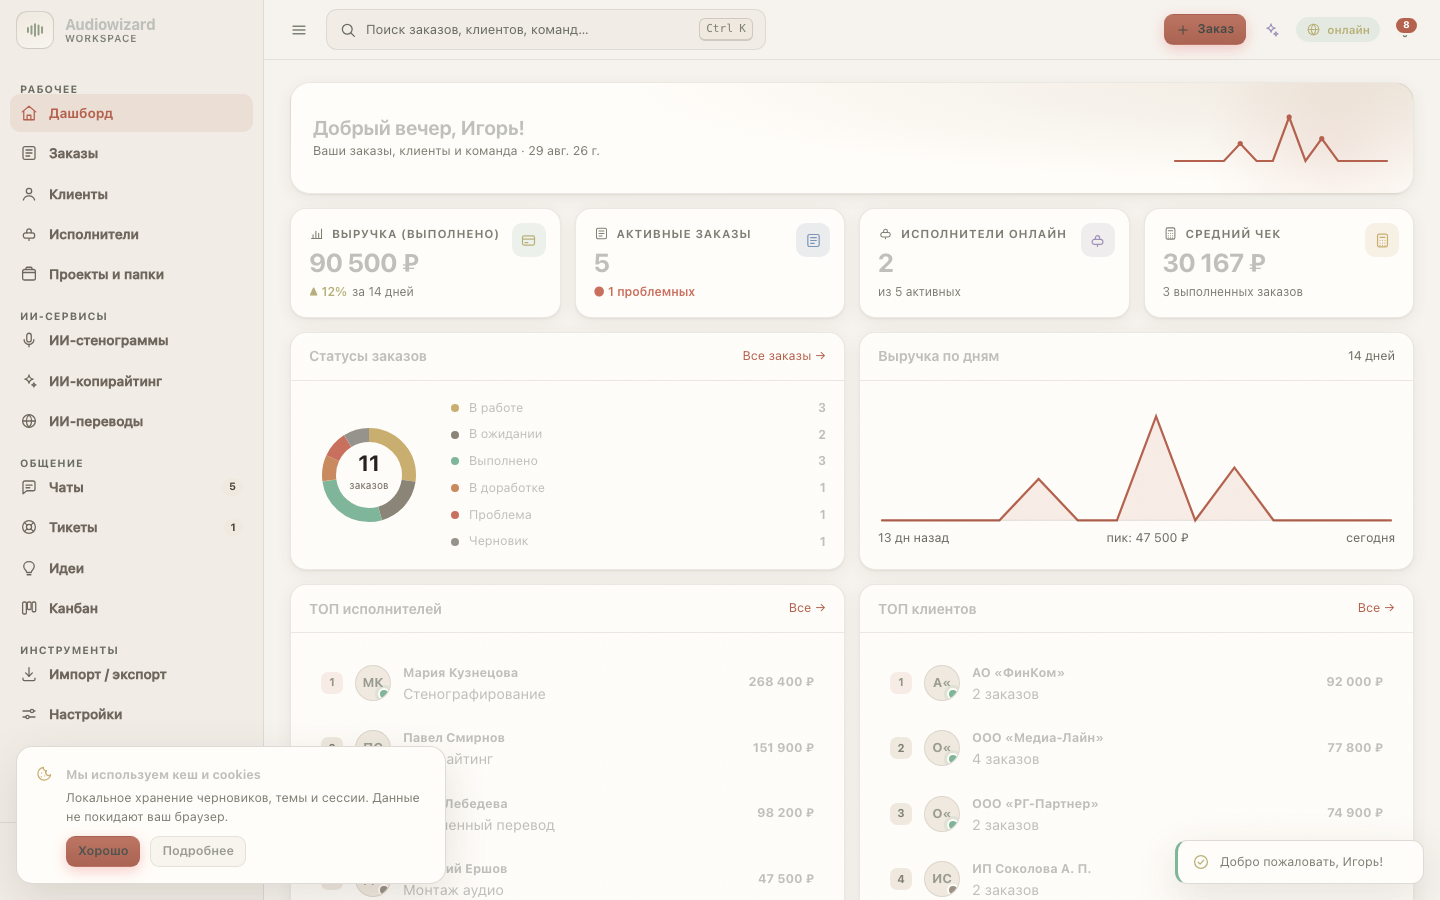 Audiowizard
WORKSPACE
Поиск заказов, клиентов, команд...
Ctrl K
Заказ
онлайн
8
РАБОЧЕЕ
Дашборд
Заказы
Клиенты
Исполнители
Проекты и папки
ИИ-СЕРВИСЫ
ИИ-стенограммы
ИИ-копирайтинг
ИИ-переводы
ОБЩЕНИЕ
Чаты 5
Тикеты 1
Идеи
Канбан
ИНСТРУМЕНТЫ
Импорт / экспорт
Настройки
Добрый вечер, Игорь!
Ваши заказы, клиенты и команда · 29 авг. 26 г.
ВЫРУЧКА (ВЫПОЛНЕНО)
90 500 ₽
12% за 14 дней
АКТИВНЫЕ ЗАКАЗЫ
5
1 проблемных
ИСПОЛНИТЕЛИ ОНЛАЙН
2
из 5 активных
СРЕДНИЙ ЧЕК
30 167 ₽
3 выполненных заказов
Статусы заказов
Все заказы →
11
заказов
В работе 3
В ожидании 2
Выполнено 3
В доработке 1
Проблема 1
Черновик 1
Выручка по дням
14 дней
13 дн назад
пик: 47 500 ₽
сегодня
ТОП исполнителей
Все →
1
МК
Мария Кузнецова
Стенографирование
268 400 ₽
Павел Смирнов
151 900 ₽
Лебедева
перевод
98 200 ₽
Ершов
Монтаж аудио
47 500 ₽
ТОП клиентов
Все →
1
А«
АО «ФинКом»
2 заказов
92 000 ₽
2
О«
ООО «Медиа-Лайн»
4 заказов
77 800 ₽
3
О«
ООО «РГ-Партнер»
2 заказов
74 900 ₽
4
ИС
ИП Соколова А. П.
2 заказов
Мы используем кеш и cookies
Локальное хранение черновиков, темы и сессии. Данные
не покидают ваш браузер.
Хорошо
Подробнее
Добро пожаловать, Игорь!